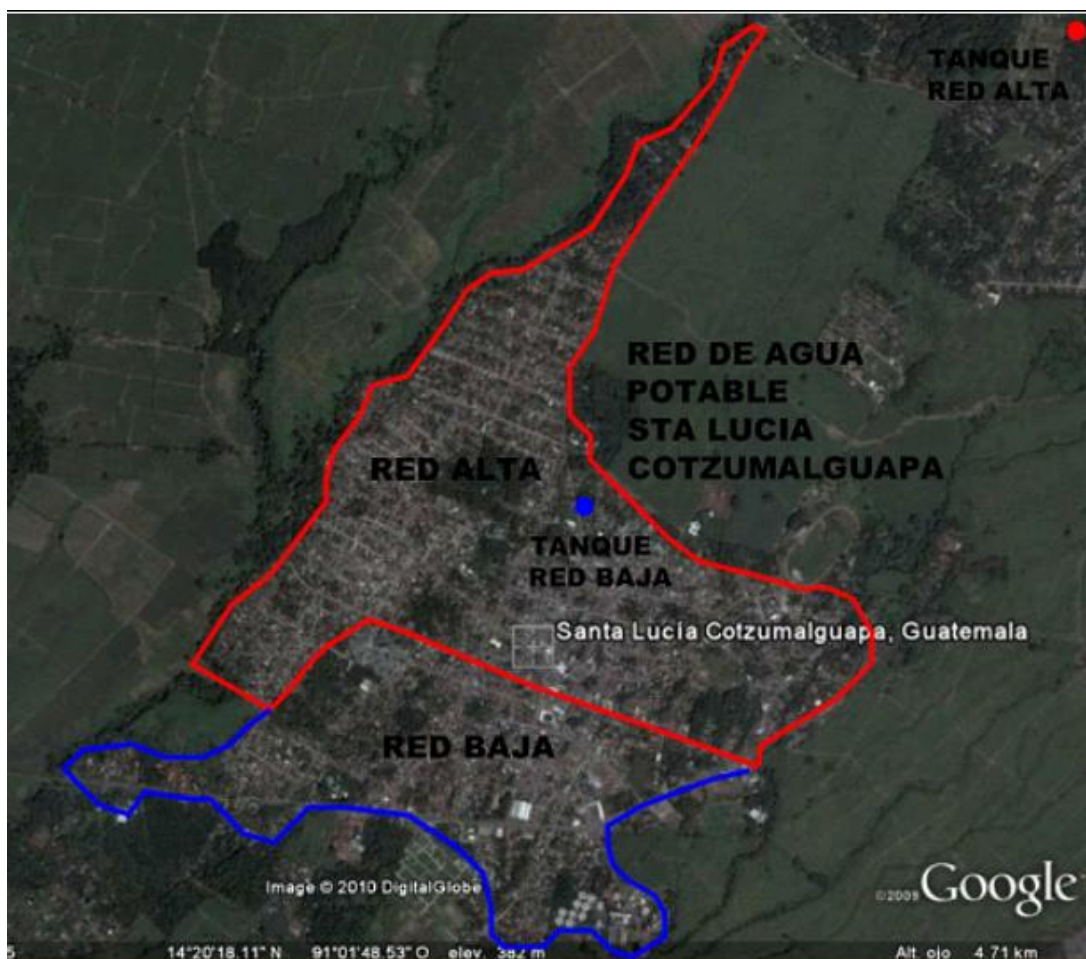 TANQUE
RED ALTA
RED DE AGUA
POTABLE
STA LUCIA
COTZUMALGUAPA
RED ALTA
TANQUE
RED BAJA
Santa Lucía Cotzumalguapa, Guatemala
RED BAJA
Image © 2010 DigitalGlobe
©2009 Google
14°20'18.11" N 91°01'48.53" O elev. 382 m Alt. ojo 4.71 km